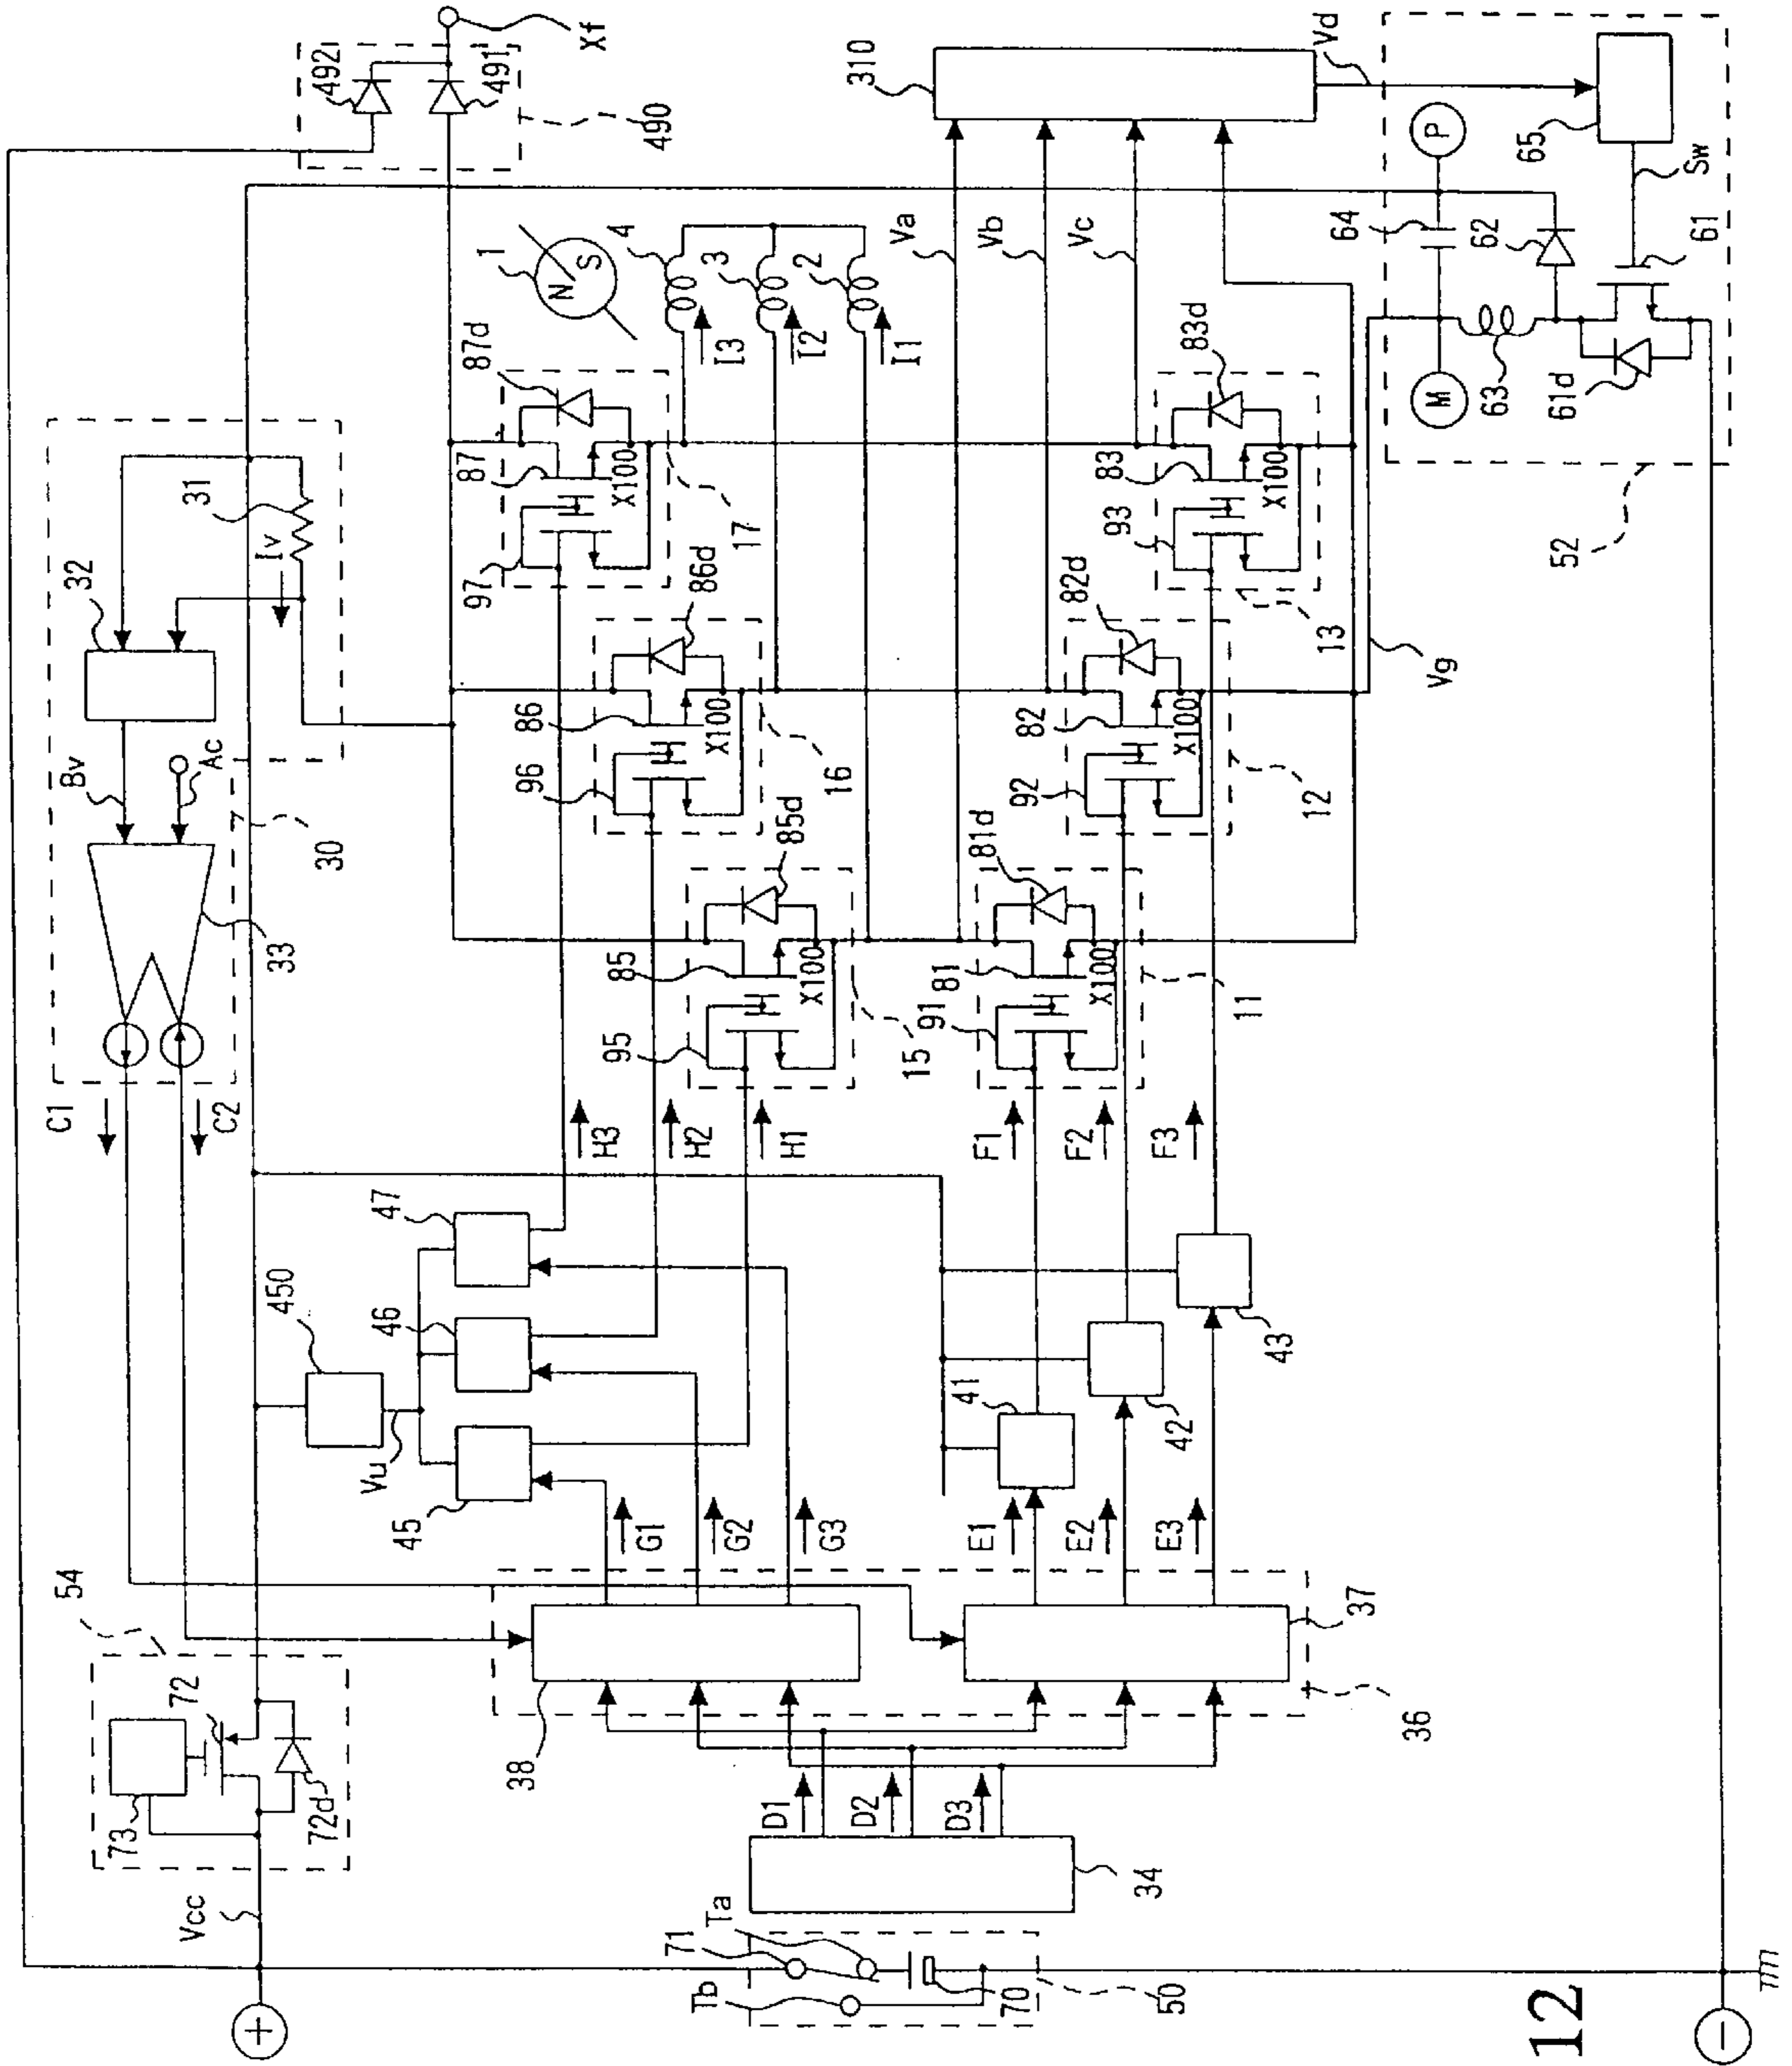 492
Xf
491
490
31
Iv
32
Bv
Ac
30
33
C1
C2
54
72
73
72d
Vcc
+
450
Vu
47
46
45
H3
H2
H1
G1
G2
G3
87d
87
X100
97
17
86d
86
X100
96
16
85d
85
X100
95
15
1
N
S
4
3
2
I3
I2
I1
310
Va
Vb
Vc
Vd
83d
83
X100
93
13
82d
82
X100
92
12
81d
81
X100
91
11
F1
F2
F3
41
42
43
E1
E2
E3
38
37
36
D1
D2
D3
34
Ta
71
Tb
70
50
P
65
Sw
64
62
61
M
63
61d
52
Vg
12
−